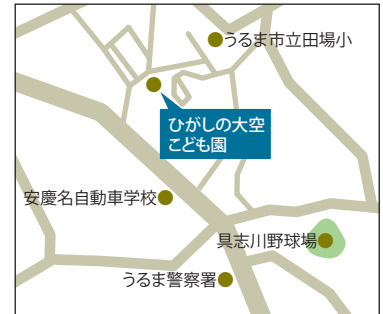 うるま市立田場小
ひがしの大空
こども園
安慶名自動車学校
具志川野球場
うるま警察署